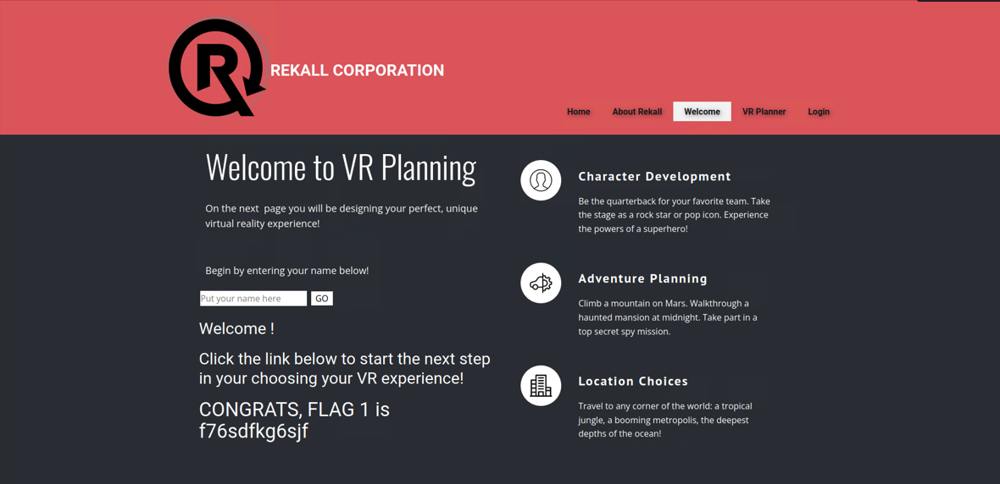 R
REKALL CORPORATION
Home About Rekall Welcome VR Planner Login
Welcome to VR Planning
On the next page you will be designing your perfect, unique
virtual reality experience!
Begin by entering your name below!
Put your name here GO
Welcome !
Click the link below to start the next step
in your choosing your VR experience!
CONGRATS, FLAG 1 is
f76sdfkg6sjf
Character Development
Be the quarterback for your favorite team. Take
the stage as a rock star or pop icon. Experience
the powers of a superhero!
Adventure Planning
Climb a mountain on Mars. Walkthrough a
haunted mansion at midnight. Take part in a
top secret spy mission.
Location Choices
Travel to any corner of the world: a tropical
jungle, a booming metropolis, the deepest
depths of the ocean!